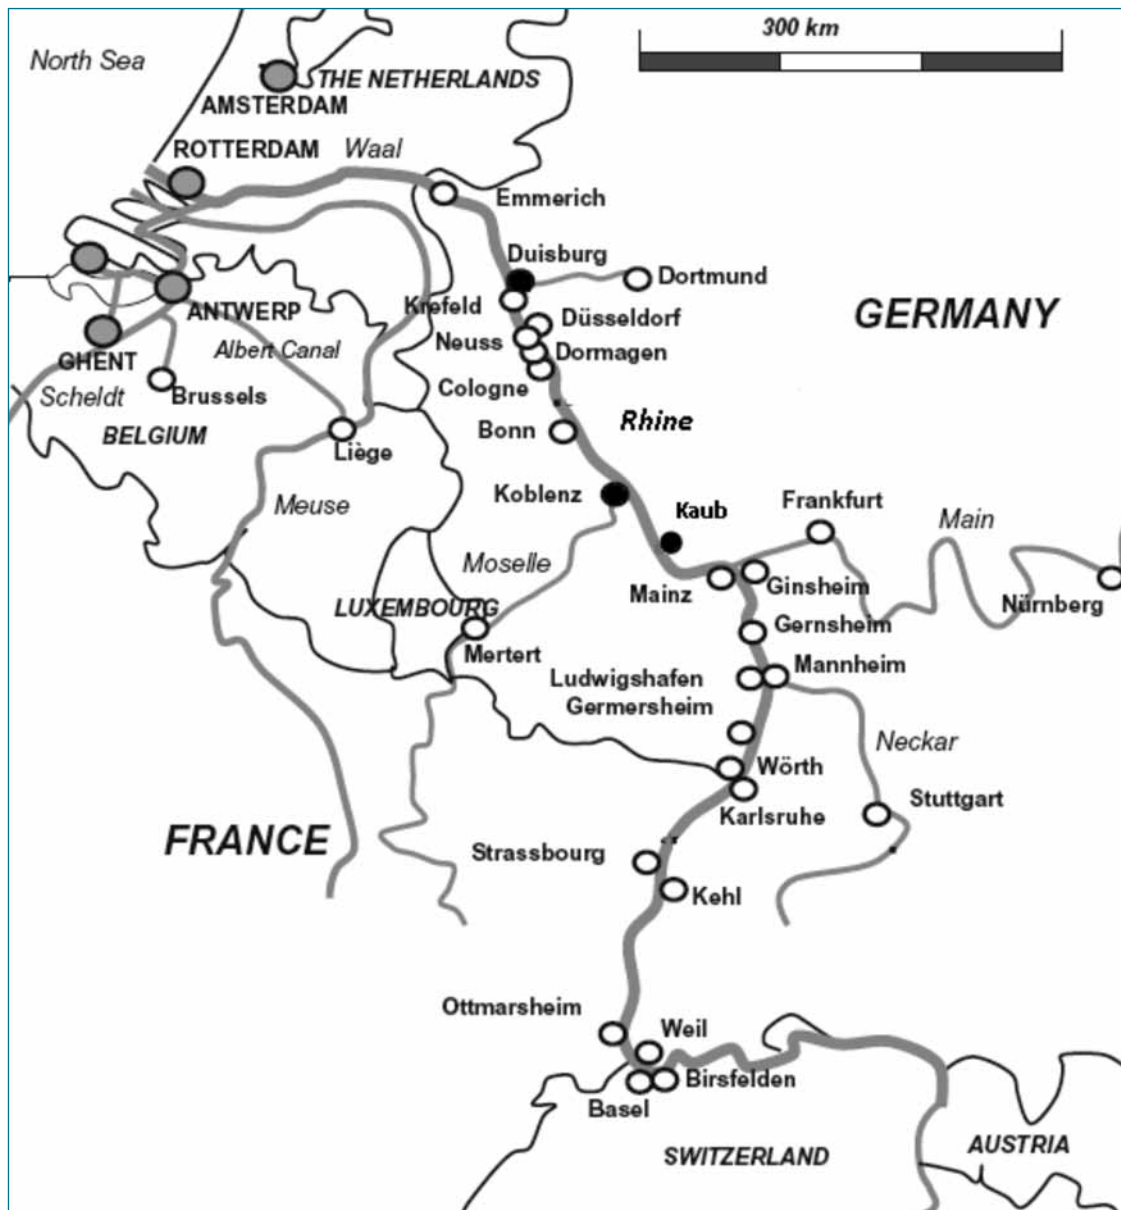 300 km
North Sea
THE NETHERLANDS
AMSTERDAM
ROTTERDAM
Waal
Emmerich
Duisburg
Dortmund
Krefeld
ANTWERP
Düsseldorf
GERMANY
Neuss
Albert Canal
Dormagen
GHENT
Cologne
Scheldt
Brussels
Rhine
BELGIUM
Bonn
Liège
Koblenz
Frankfurt
Meuse
Kaub
Main
Moselle
Mainz
Ginsheim
LUXEMBOURG
Nürnberg
Gernsheim
Mertert
Mannheim
Ludwigshafen
Germersheim
Neckar
Wörth
Stuttgart
Karlsruhe
FRANCE
Strassbourg
Kehl
Ottmarsheim
Weil
Birsfelden
Basel
SWITZERLAND
AUSTRIA